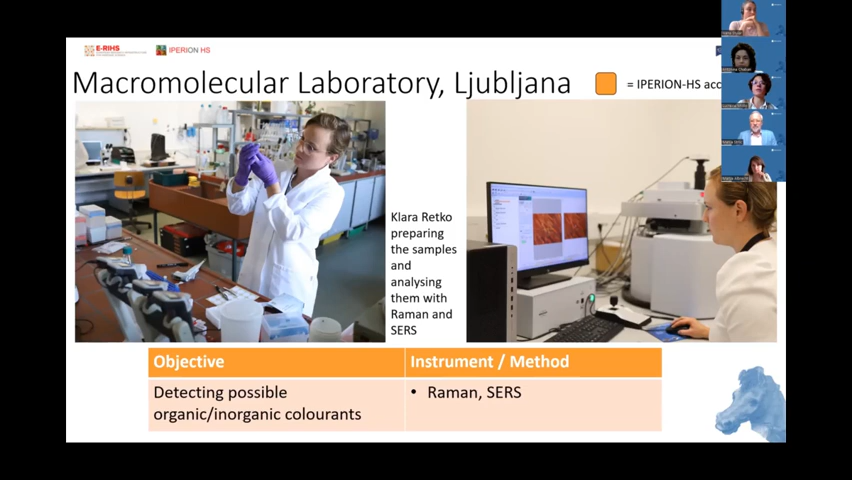 E-RIHS
IPERION HS
Macromolecular Laboratory, Ljubljana
= IPERION-HS acc
Klara Retko
preparing
the samples
and
analysing
them with
Raman and
SERS
Objective
Instrument / Method
Detecting possible
organic/inorganic colourants
• Raman, SERS